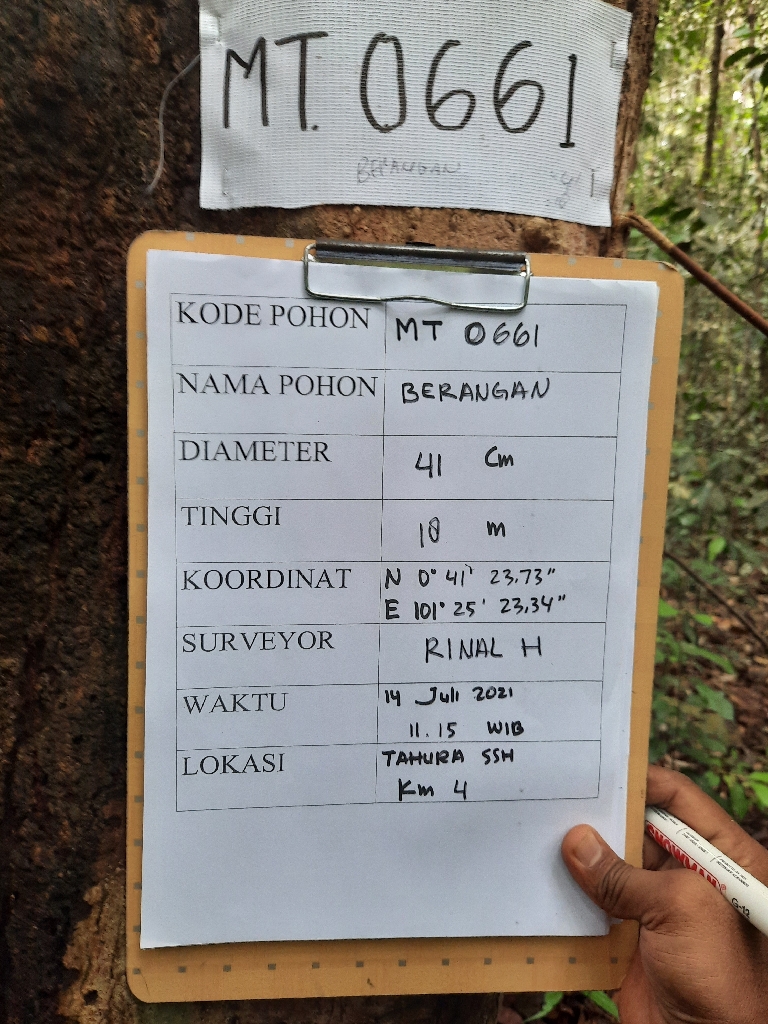 MT. 0661
BERANGAN
KODE POHON MT 0661
NAMA POHON BERANGAN
DIAMETER 41 Cm
TINGGI 18 m
KOORDINAT N 0° 41' 23,73"
E 101° 25' 23,34"
SURVEYOR RINAL H
WAKTU 14 Juli 2021
11.15 WIB
LOKASI TAHURA SSH
Km 4
SNOWMAN
G-12